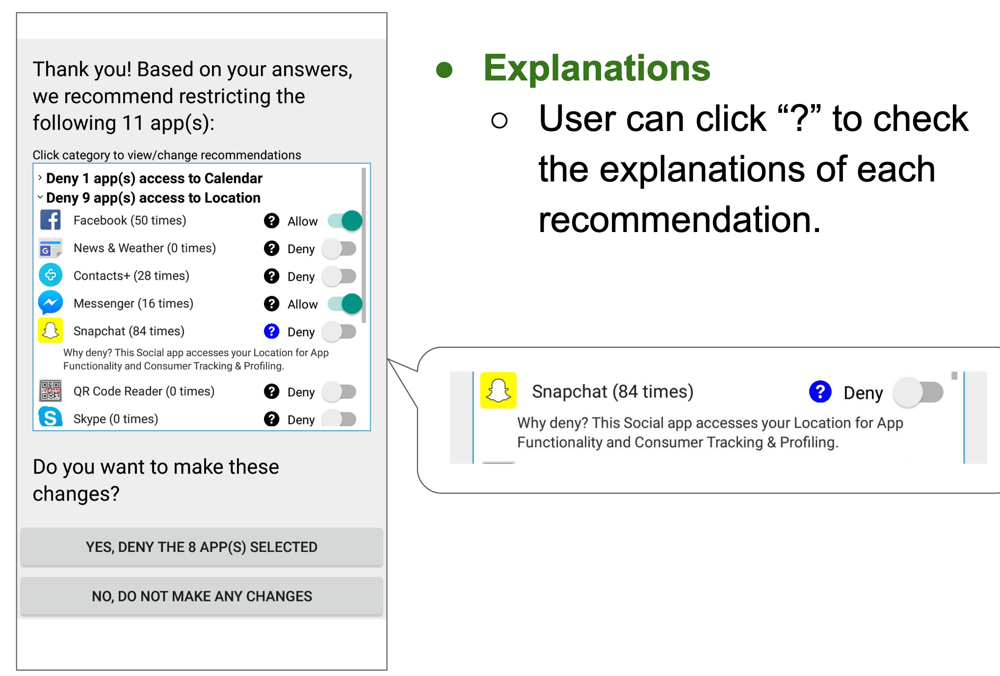 Thank you! Based on your answers,
we recommend restricting the
following 11 app(s):
Click category to view/change recommendations
Deny 1 app(s) access to Calendar
Deny 9 app(s) access to Location
Facebook (50 times) ? Allow
News & Weather (0 times) ? Deny
Contacts+ (28 times) ? Deny
Messenger (16 times) ? Allow
Snapchat (84 times) ? Deny
Why deny? This Social app accesses your Location for App
Functionality and Consumer Tracking & Profiling.
QR Code Reader (0 times) ? Deny
Skype (0 times) ? Deny
Do you want to make these
changes?
YES, DENY THE 8 APP(S) SELECTED
NO, DO NOT MAKE ANY CHANGES
● Explanations
○ User can click “?” to check
the explanations of each
recommendation.
Snapchat (84 times) ? Deny
Why deny? This Social app accesses your Location for App
Functionality and Consumer Tracking & Profiling.